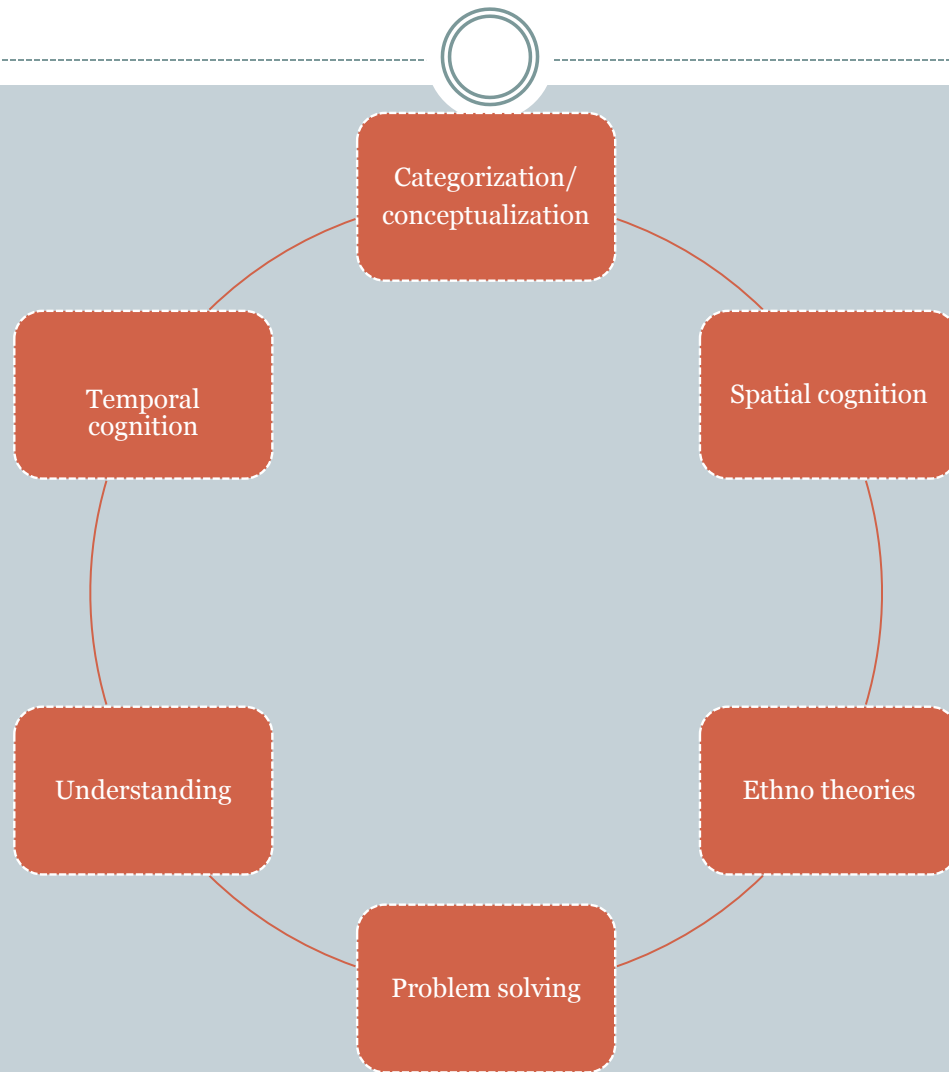 Categorization/
conceptualization
Spatial cognition
Ethno theories
Problem solving
Understanding
Temporal
cognition